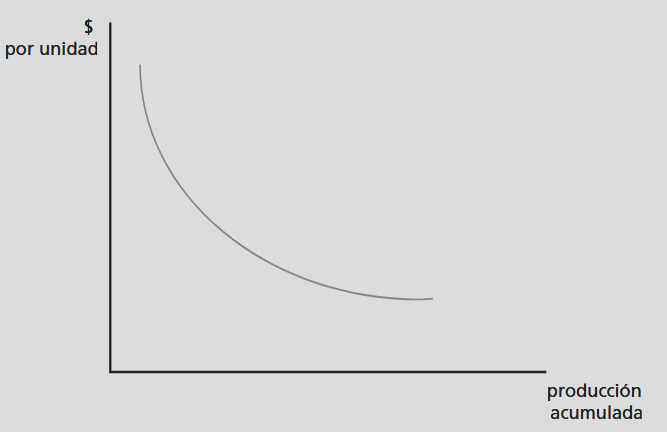 $
por unidad
producción
acumulada